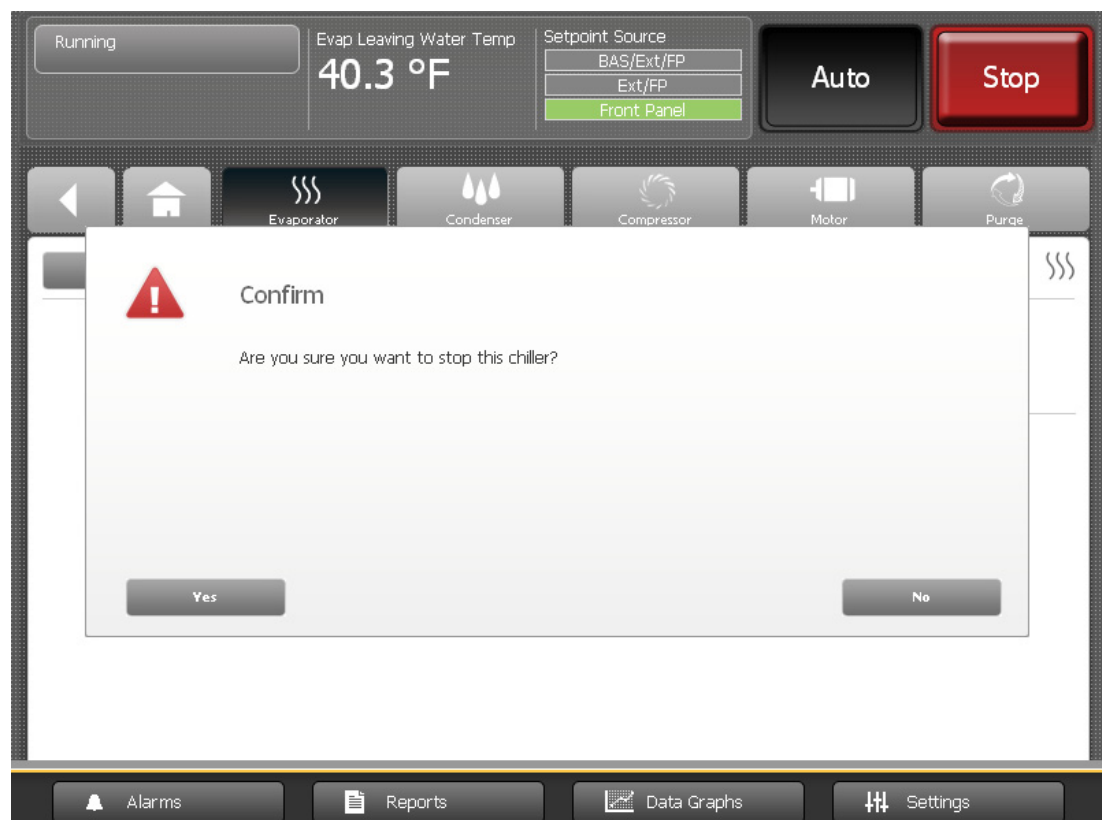 Running
Evap Leaving Water Temp
40.3 °F
Setpoint Source
BAS/Ext/FP
Ext/FP
Front Panel
Auto
Stop
Evaporator
Condenser
Compressor
Motor
Purge
Confirm
Are you sure you want to stop this chiller?
Yes
No
Alarms
Reports
Data Graphs
Settings